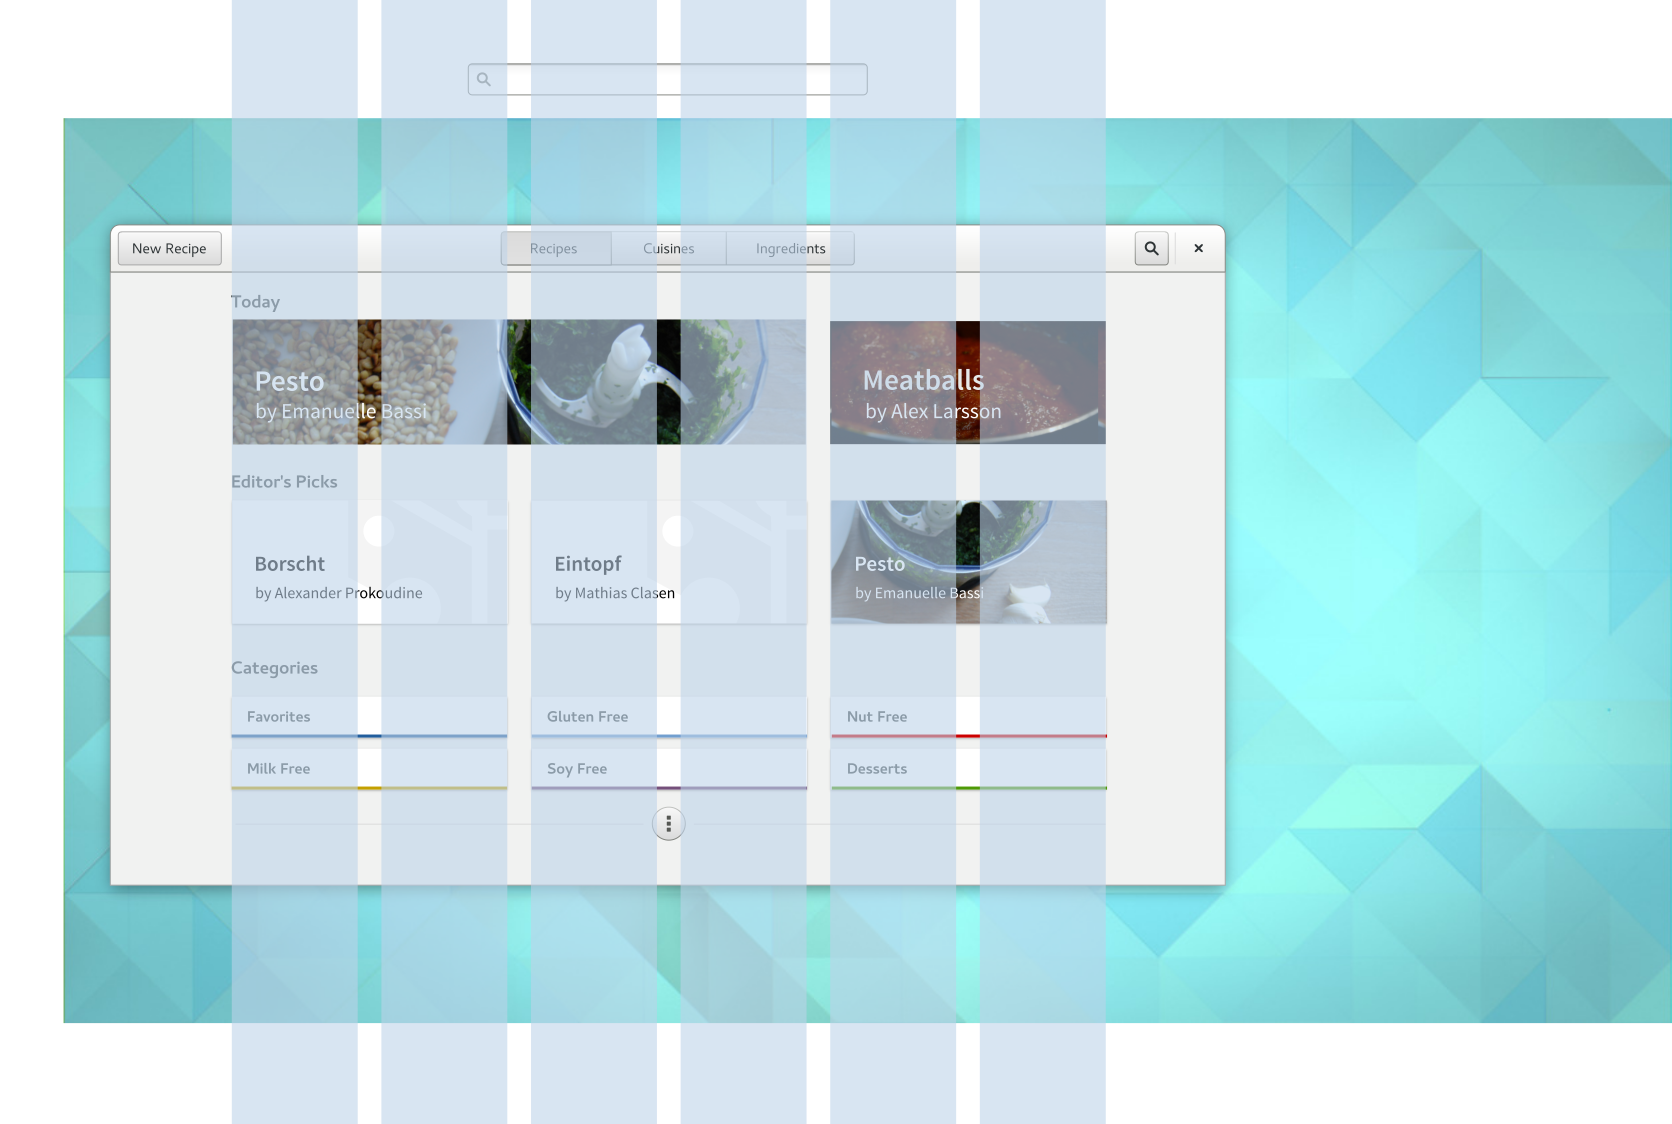 New Recipe
Recipes
Cuisines
Ingredients
Today
Pesto
by Emanuelle Bassi
Meatballs
by Alex Larsson
Editor's Picks
Borscht
by Alexander Prokoudine
Eintopf
by Mathias Clasen
Pesto
by Emanuelle Bassi
Categories
Favorites
Gluten Free
Nut Free
Milk Free
Soy Free
Desserts